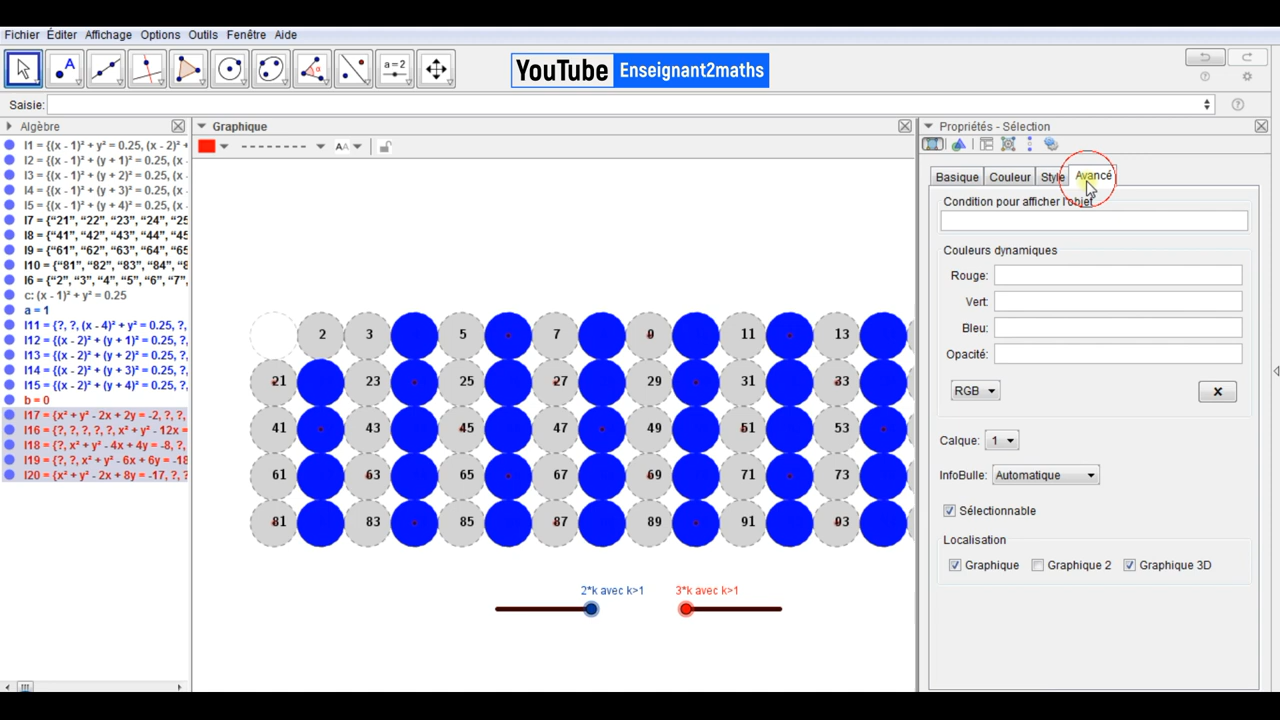 Fichier Éditer Affichage Options Outils Fenêtre Aide
A a=2 YouTube Enseignant2maths
Saisie:
Algèbre Graphique Propriétés - Sélection
AA
l1 = {(x - 1)² + y² = 0.25, (x - 2)² +
l2 = {(x - 1)² + (y + 1)² = 0.25, (x
l3 = {(x - 1)² + (y + 2)² = 0.25, (x -
l4 = {(x - 1)² + (y + 3)² = 0.25, (x
l5 = {(x - 1)² + (y + 4)² = 0.25, (x
l7 = {"21", "22", "23", "24", "25
l8 = {"41", "42", "43", "44", "45
l9 = {"61", "62", "63", "64", "65
l10 = {"81", "82", "83", "84", "8
l6 = {"2", "3", "4", "5", "6", "7",
c: (x - 1)² + y² = 0.25
a = 1
l11 = {?, ?, (x - 4)² + y² = 0.25, ?,
l12 = {(x - 2)² + (y + 1)² = 0.25, ?,
l13 = {(x - 2)² + (y + 2)² = 0.25, ?,
l14 = {(x - 2)² + (y + 3)² = 0.25, ?,
l15 = {(x - 2)² + (y + 4)² = 0.25, ?,
b = 0
l17 = {x² + y² - 2x + 2y = -2, ?, ?,
l16 = {?, ?, ?, ?, ?, x² + y² - 12x =
l18 = {?, x² + y² - 4x + 4y = -8, ?,
l19 = {?, ?, x² + y² - 6x + 6y = -18
l20 = {x² + y² - 2x + 8y = -17, ?, ?
2 3 5 7 9 11 13
21 23 25 27 29 31 33
41 43 45 47 49 51 53
61 63 65 67 69 71 73
81 83 85 87 89 91 93
2*k avec k>1 3*k avec k>1
Basique Couleur Style Avancé
Condition pour afficher l'objet
Couleurs dynamiques
Rouge:
Vert:
Bleu:
Opacité:
RGB x
Calque: 1
InfoBulle: Automatique
Sélectionnable
Localisation
Graphique Graphique 2 Graphique 3D